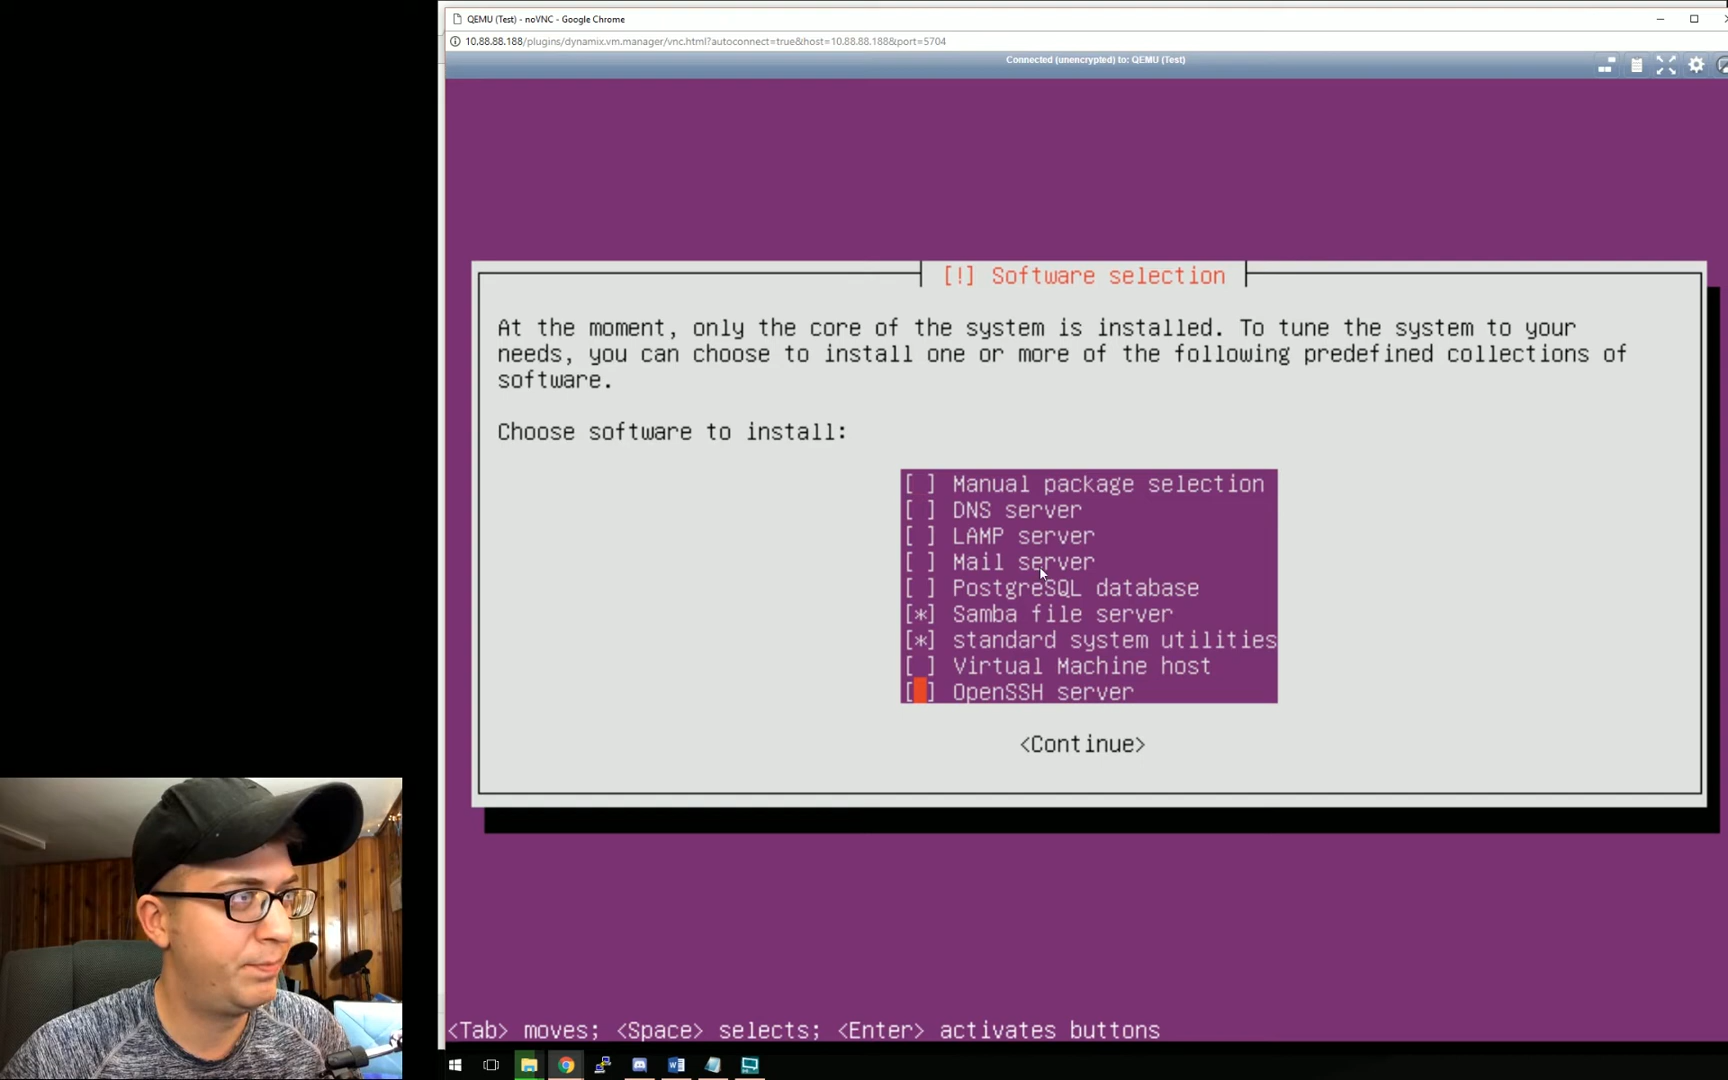 QEMU (Test) - noVNC - Google Chrome
10.88.88.188/plugins/dynamix.vm.manager/vnc.html?autoconnect=true&host=10.88.88.188&port=5704
Connected (unencrypted) to: QEMU (Test)
[!] Software selection
At the moment, only the core of the system is installed. To tune the system to your
needs, you can choose to install one or more of the following predefined collections of
software.
Choose software to install:
[ ] Manual package selection
[ ] DNS server
[ ] LAMP server
[ ] Mail server
[ ] PostgreSQL database
[*] Samba file server
[*] standard system utilities
[ ] Virtual Machine host
[ ] OpenSSH server
<Continue>
<Tab> moves; <Space> selects; <Enter> activates buttons